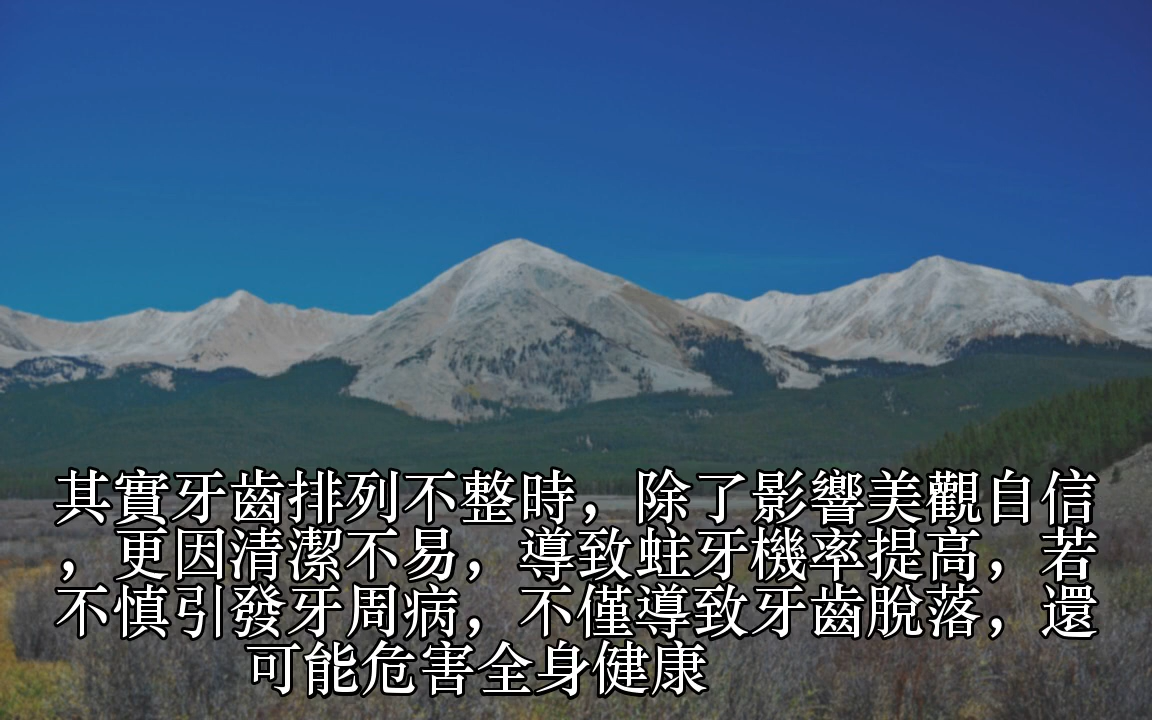 其實牙齒排列不整時，除了影響美觀自信
，更因清潔不易，導致蛀牙機率提高，若
不慎引發牙周病，不僅導致牙齒脫落，還
可能危害全身健康